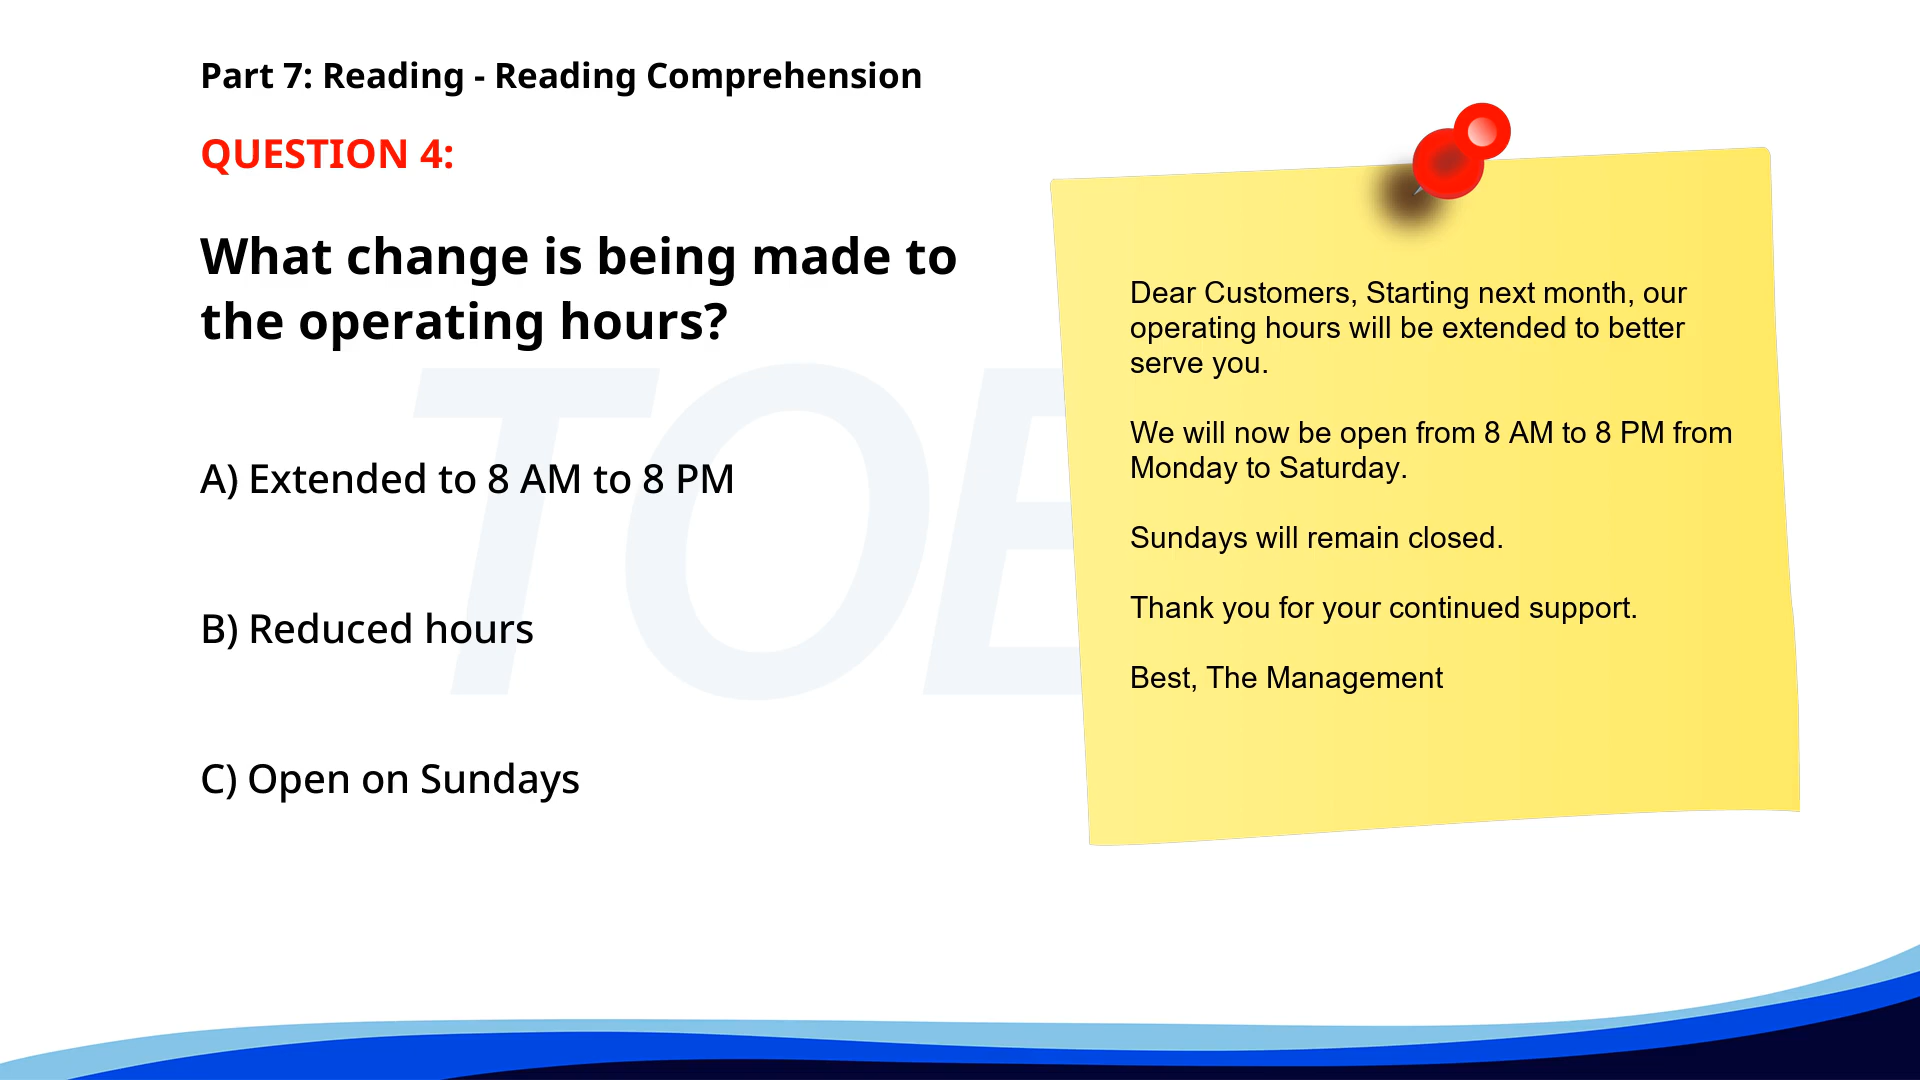 Part 7: Reading - Reading Comprehension
QUESTION 4:
What change is being made to
the operating hours?
A) Extended to 8 AM to 8 PM
B) Reduced hours
C) Open on Sundays
Dear Customers, Starting next month, our
operating hours will be extended to better
serve you.
We will now be open from 8 AM to 8 PM from
Monday to Saturday.
Sundays will remain closed.
Thank you for your continued support.
Best, The Management